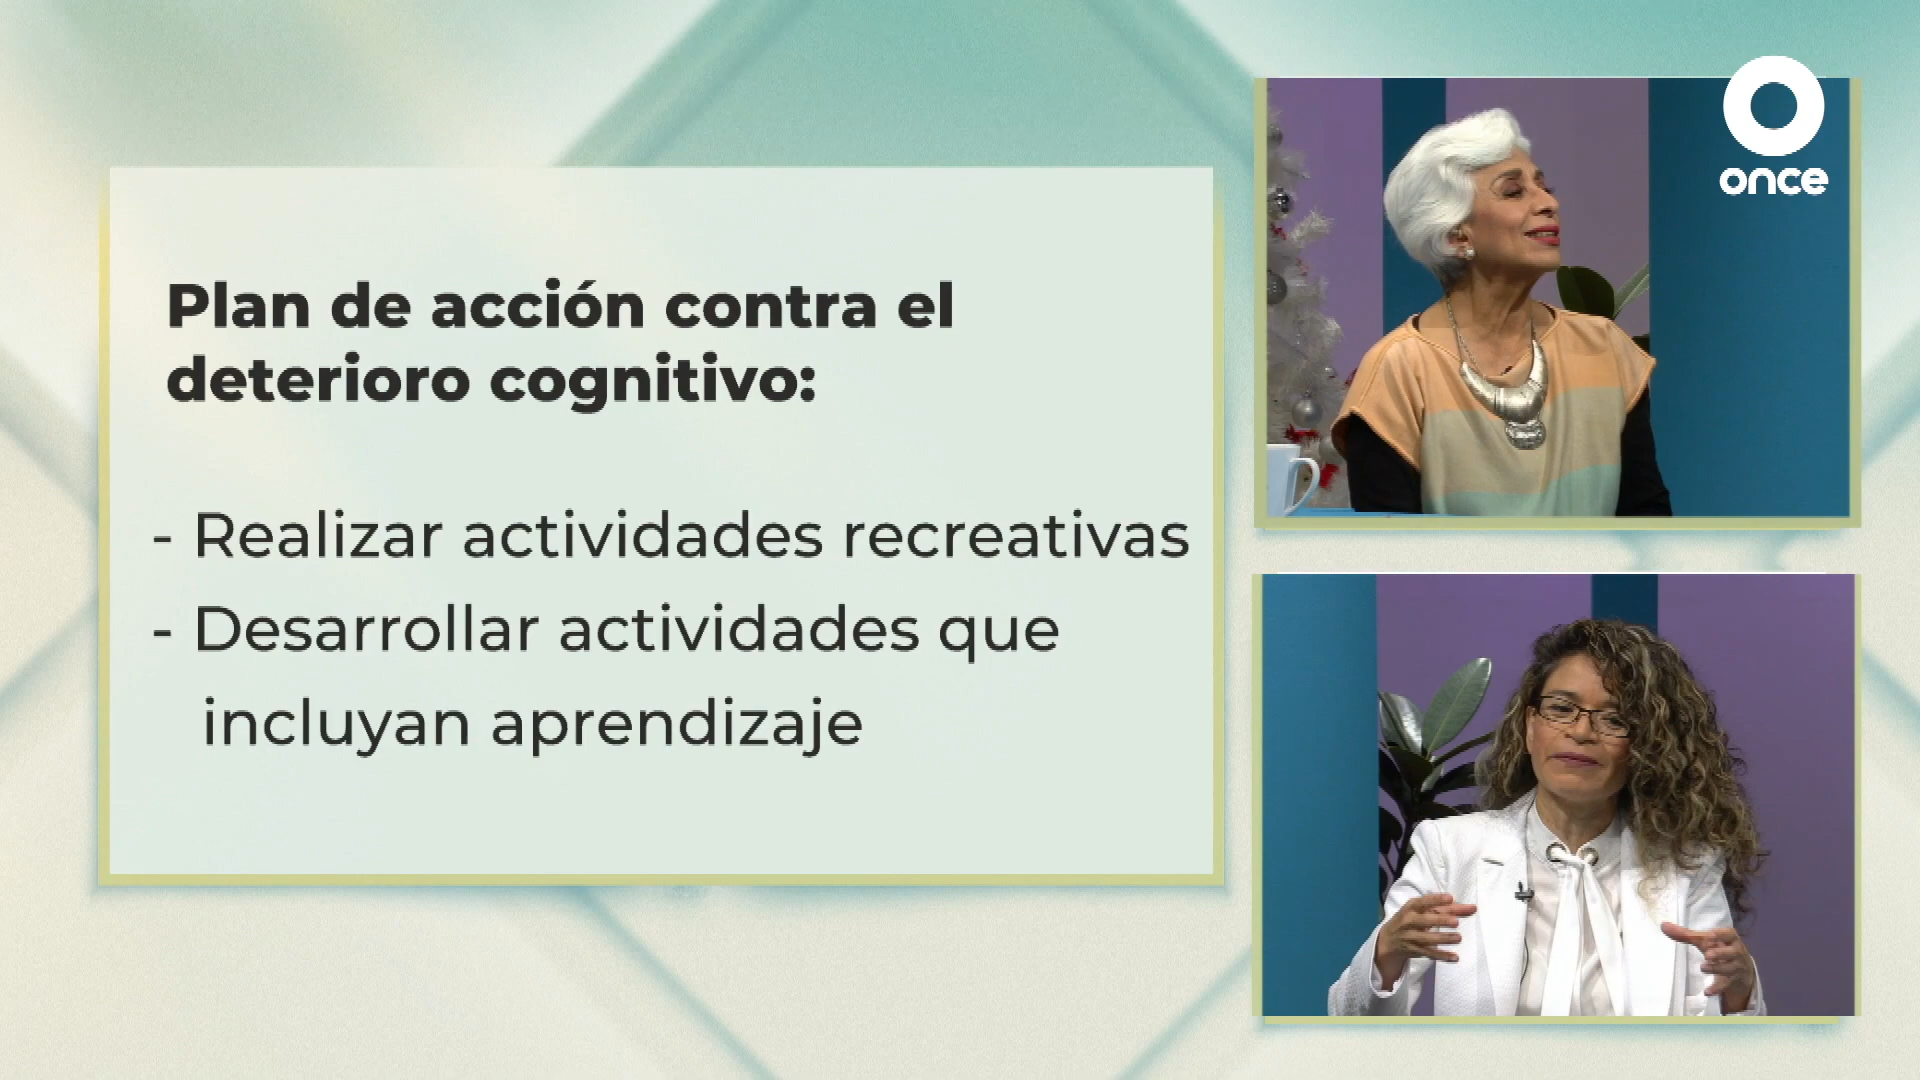 once
Plan de acción contra el
deterioro cognitivo:
- Realizar actividades recreativas
- Desarrollar actividades que
incluyan aprendizaje